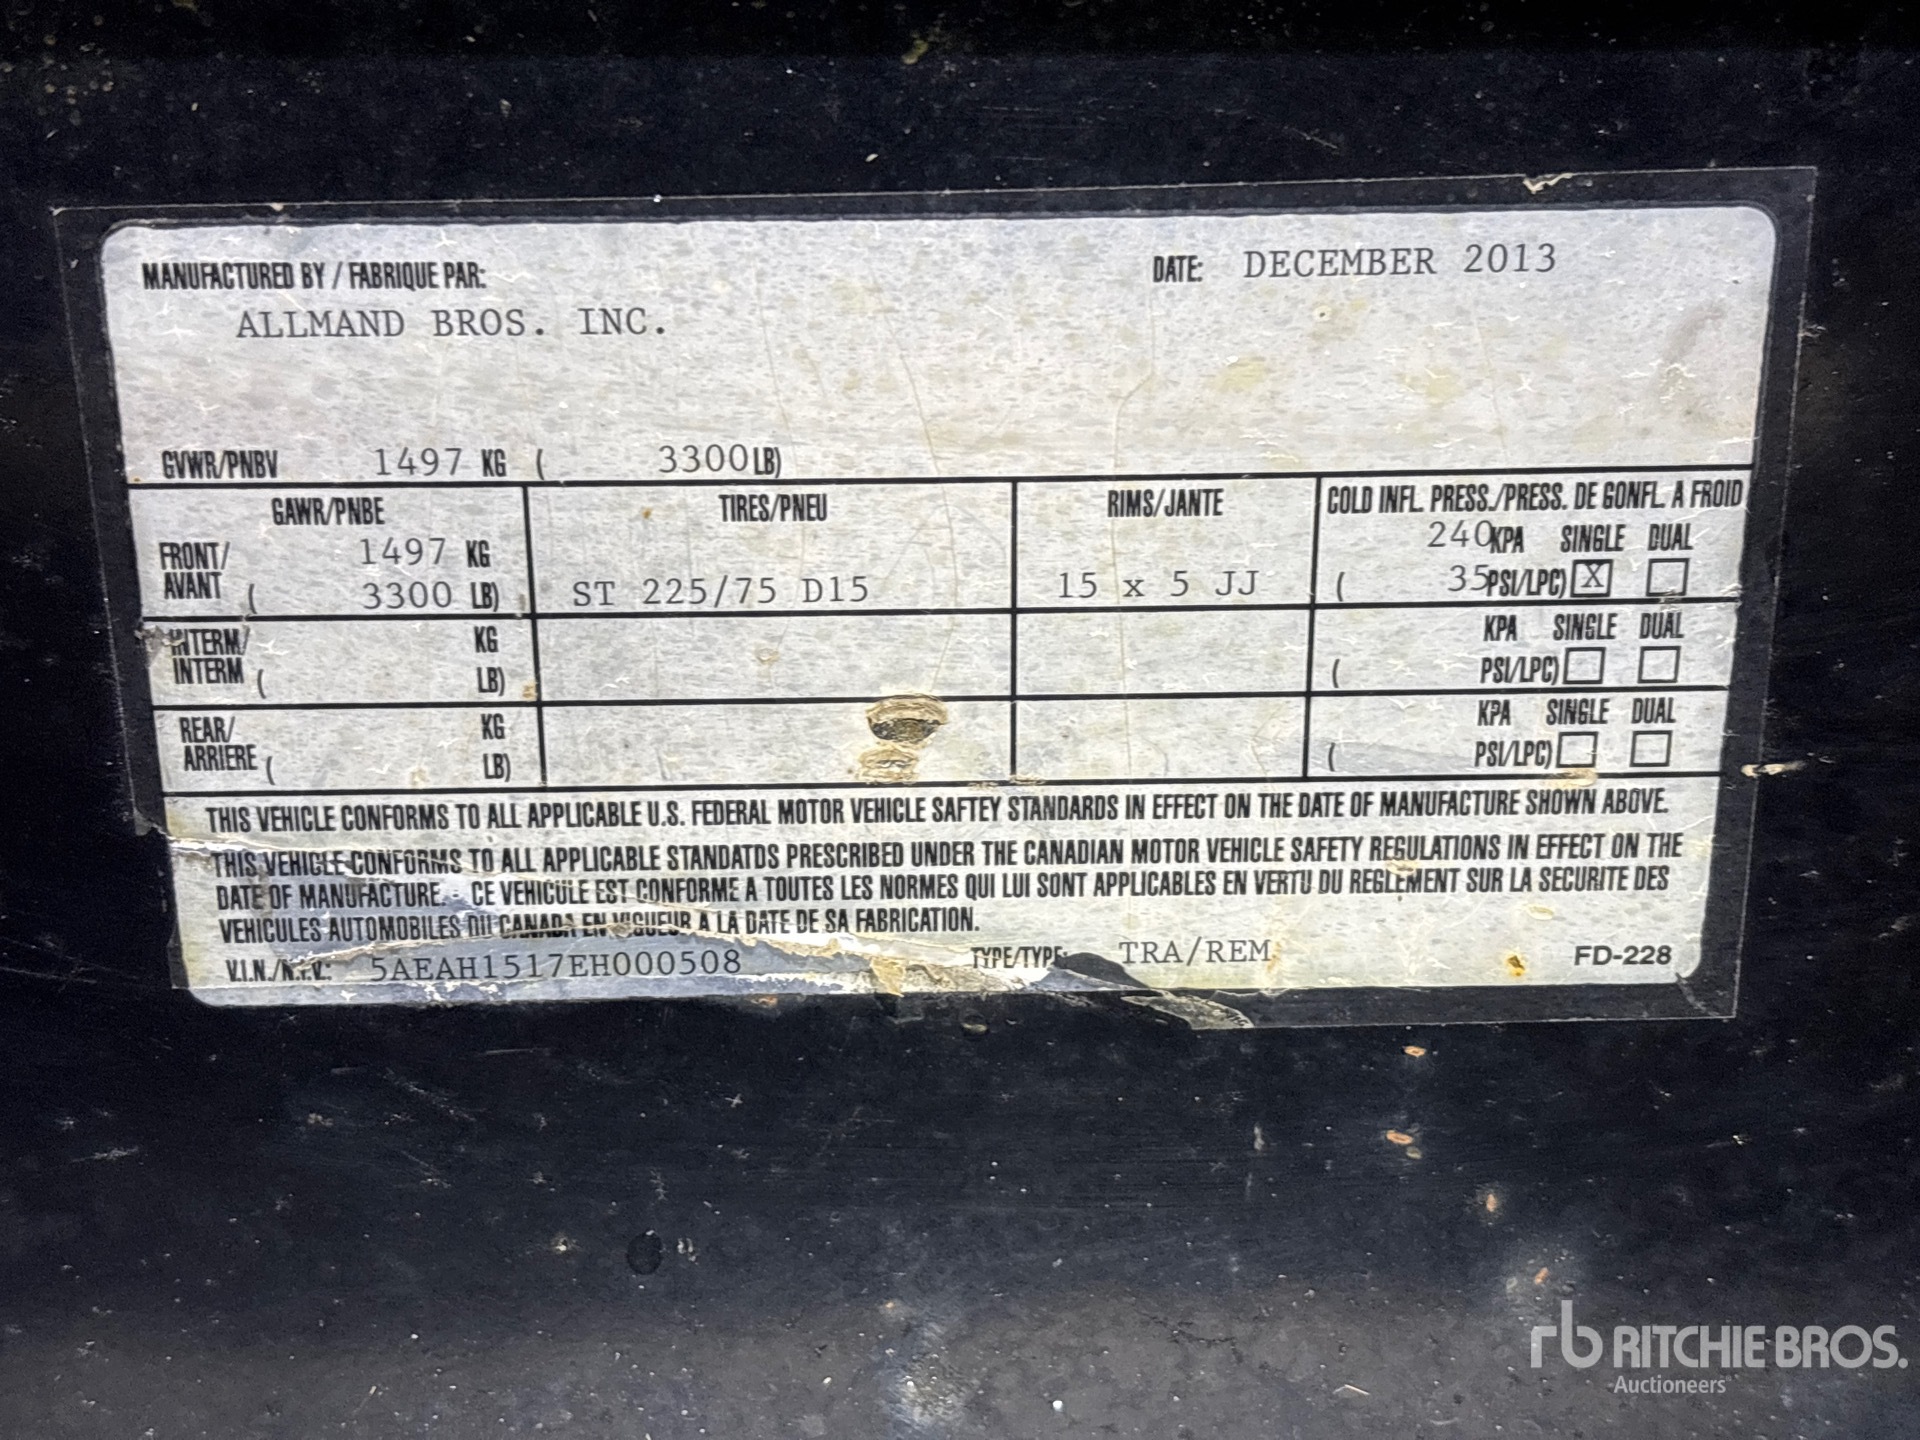 MANUFACTURED BY / FABRIQUE PAR: DATE: DECEMBER 2013
ALLMAND BROS. INC.
GVWR/PNBV 1497 KG ( 3300 LB)
GAWR/PNBE TIRES/PNEU RIMS/JANTE COLD INFL. PRESS./PRESS. DE GONFL. A FROID
FRONT/ 1497 KG 240 KPA SINGLE DUAL
AVANT ( 3300 LB) ST 225/75 D15 15 x 5 JJ ( 35 PSI/LPC) X
INTERM/ KG KPA SINGLE DUAL
INTERM ( LB) ( PSI/LPC)
REAR/ KG KPA SINGLE DUAL
ARRIERE ( LB) ( PSI/LPC)
THIS VEHICLE CONFORMS TO ALL APPLICABLE U.S. FEDERAL MOTOR VEHICLE SAFTEY STANDARDS IN EFFECT ON THE DATE OF MANUFACTURE SHOWN ABOVE.
THIS VEHICLE CONFORMS TO ALL APPLICABLE STANDATDS PRESCRIBED UNDER THE CANADIAN MOTOR VEHICLE SAFETY REGULATIONS IN EFFECT ON THE
DATE OF MANUFACTURE. CE VEHICULE EST CONFORME A TOUTES LES NORMES QUI LUI SONT APPLICABLES EN VERTU DU REGLEMENT SUR LA SECURITE DES
VEHICULES AUTOMOBILES DU CANADA EN VIGUEUR A LA DATE DE SA FABRICATION.
V.I.N./N.I.V.: 5AEAH1517EH000508 TYPE/TYPE: TRA/REM FD-228
rb RITCHIE BROS.
Auctioneers